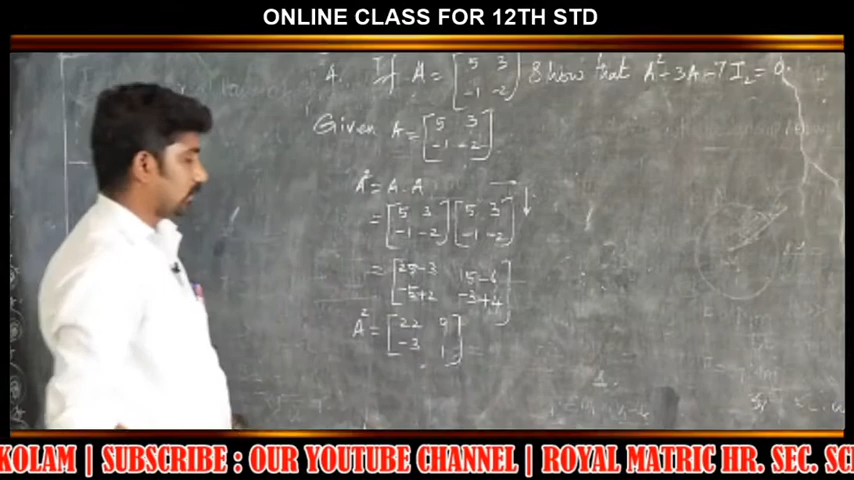 ONLINE CLASS FOR 12TH STD
4. If A = [5 3 -1 -2] Show that A² - 3A - 7I₂ = 0.
Given A = [5 3 -1 -2]
A² = A . A
= [5 3 -1 -2] [5 3 -1 -2]
= [25-3 15-6 -5+2 -3+4]
A² = [22 9 -3 1]
KOLAM | SUBSCRIBE : OUR YOUTUBE CHANNEL | ROYAL MATRIC HR. SEC. SC